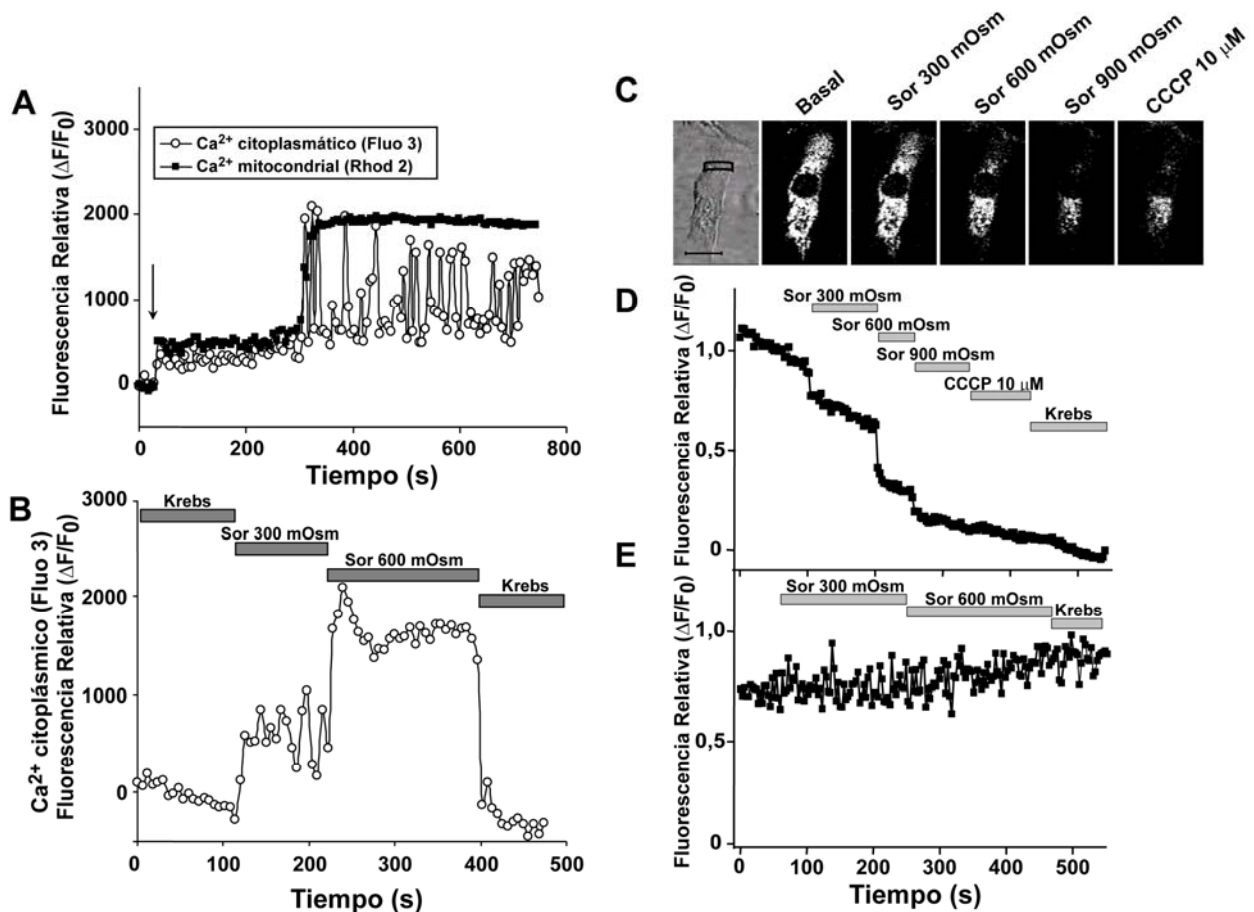 A
Fluorescencia Relativa (ΔF/F0)
3000
2000
1000
0
Ca2+ citoplasmático (Fluo 3)
Ca2+ mitocondrial (Rhod 2)
0 200 400 600 800
Tiempo (s)
B
Ca2+ citoplásmico (Fluo 3)
Fluorescencia Relativa (ΔF/F0)
3000
2000
1000
0
Krebs
Sor 300 mOsm
Sor 600 mOsm
Krebs
0 100 200 300 400 500
Tiempo (s)
C
Basal
Sor 300 mOsm
Sor 600 mOsm
Sor 900 mOsm
CCCP 10 μM
D
Fluorescencia Relativa (ΔF/F0)
1,0
0,5
0
Sor 300 mOsm
Sor 600 mOsm
Sor 900 mOsm
CCCP 10 μM
Krebs
E
Fluorescencia Relativa (ΔF/F0)
1,0
0,5
0
Sor 300 mOsm
Sor 600 mOsm
Krebs
0 100 200 300 400 500
Tiempo (s)